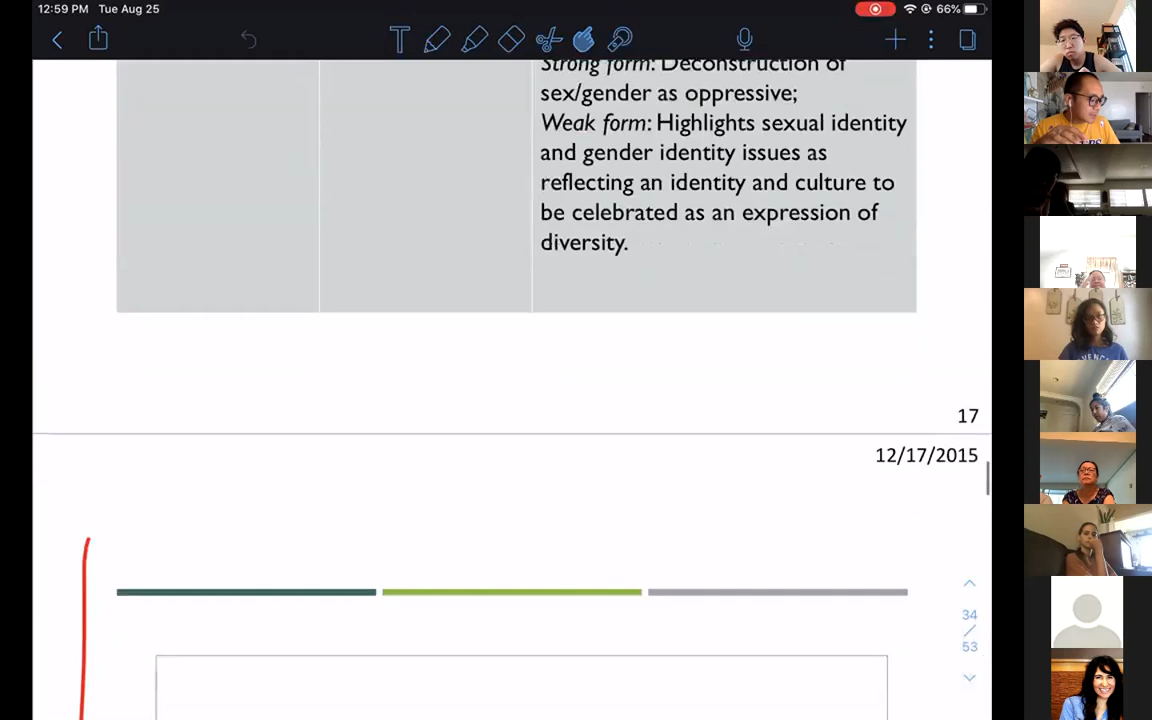 12:59 PM Tue Aug 25
66%
Strong form: Deconstruction of
sex/gender as oppressive;
Weak form: Highlights sexual identity
and gender identity issues as
reflecting an identity and culture to
be celebrated as an expression of
diversity.
17
12/17/2015
34
/
53